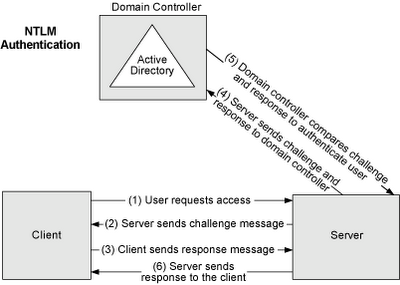 Domain Controller
NTLM
Authentication
Active
Directory
(5) Domain controller compares challenge
and response to authenticate user
(4) Server sends challenge and
response to domain
controller
(1) User requests access
(2) Server sends challenge message
Client
Server
(3) Client sends response message
(6) Server sends
response to the client